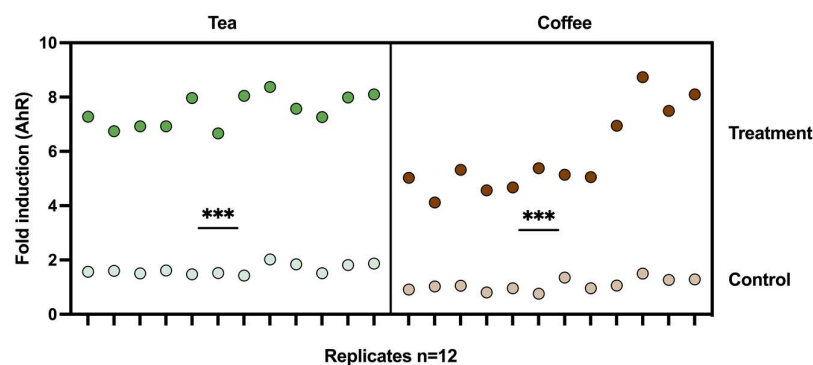 Tea
Coffee
Fold induction (AhR)
10
8
6
4
2
0
***
***
Treatment
Control
Replicates n=12